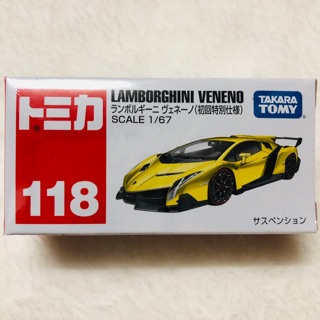 トミカ
118
LAMBORGHINI VENENO
ランボルギーニ ヴェネーノ(初回特別仕様)
SCALE 1/67
TAKARA
TOMY
サスペンション